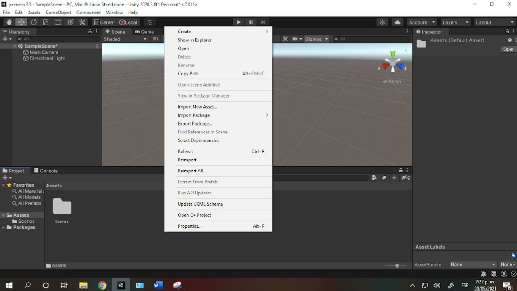 File Edit Assets GameObject Component Window Help
Center Local
Account Layers Layout
Hierarchy
Scene Game
Inspector
Shaded 2D
Gizmos
All
SampleScene*
Main Camera
Directional Light
Assets (Default Asset)
Open
Create
Show in Explorer
Open
Delete
Rename
Copy Path Alt+Ctrl+C
Open Scene Additive
View in Package Manager
Import New Asset...
Import Package
Export Package...
Find References In Scene
Select Dependencies
Refresh Ctrl+R
Reimport
Reimport All
Extract From Prefab
Run API Updater
Update UXML Schema
Open C# Project
Properties... Alt+P
Project Console
Favorites
All Materials
All Models
All Prefabs
Assets
Scenes
Packages
Assets
Scenes
Assets
Asset Labels
AssetBundle None None